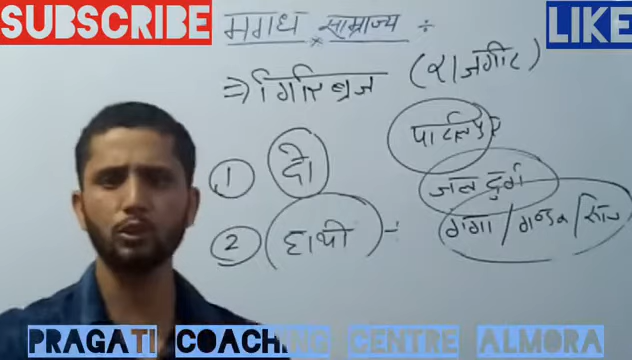 SUBSCRIBE
LIKE
मगध साम्राज्य ÷
⇒ गिरिब्रज (राजगीर)
① दो
पाटलिपुत्र
जल दुर्ग
② हाथी ÷
गंगा / गण्डक / सोन
PRAGATI COACHING CENTRE ALMORA